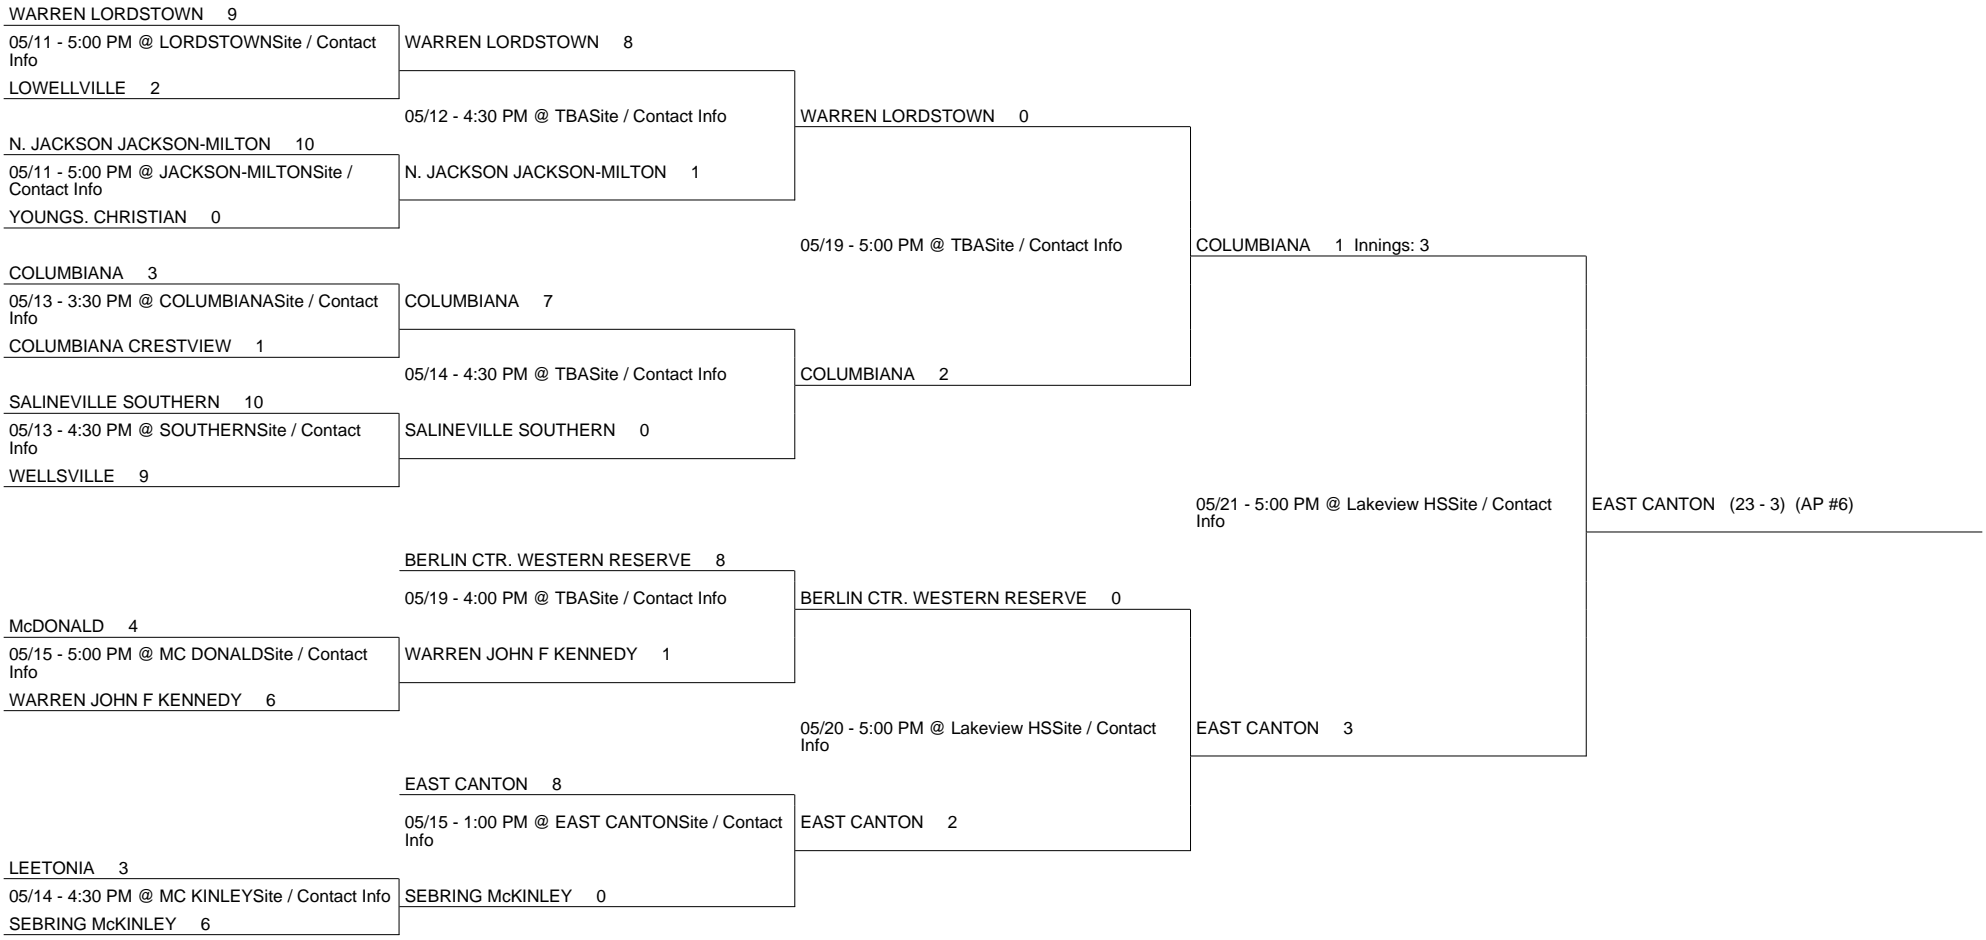 WARREN LORDSTOWN 9
05/11 - 5:00 PM @ LORDSTOWNSite / Contact
Info
LOWELLVILLE 2
N. JACKSON JACKSON-MILTON 10
05/11 - 5:00 PM @ JACKSON-MILTONSite /
Contact Info
YOUNGS. CHRISTIAN 0
COLUMBIANA 3
05/13 - 3:30 PM @ COLUMBIANASite / Contact
Info
COLUMBIANA CRESTVIEW 1
SALINEVILLE SOUTHERN 10
05/13 - 4:30 PM @ SOUTHERNSite / Contact
Info
WELLSVILLE 9
McDONALD 4
05/15 - 5:00 PM @ MC DONALDSite / Contact
Info
WARREN JOHN F KENNEDY 6
LEETONIA 3
05/14 - 4:30 PM @ MC KINLEYSite / Contact Info
SEBRING McKINLEY 6
WARREN LORDSTOWN 8
05/12 - 4:30 PM @ TBASite / Contact Info
N. JACKSON JACKSON-MILTON 1
COLUMBIANA 7
05/14 - 4:30 PM @ TBASite / Contact Info
SALINEVILLE SOUTHERN 0
BERLIN CTR. WESTERN RESERVE 8
05/19 - 4:00 PM @ TBASite / Contact Info
WARREN JOHN F KENNEDY 1
EAST CANTON 8
05/15 - 1:00 PM @ EAST CANTONSite / Contact
Info
SEBRING McKINLEY 0
WARREN LORDSTOWN 0
05/19 - 5:00 PM @ TBASite / Contact Info
COLUMBIANA 2
BERLIN CTR. WESTERN RESERVE 0
05/20 - 5:00 PM @ Lakeview HSSite / Contact
Info
EAST CANTON 2
COLUMBIANA 1 Innings: 3
05/21 - 5:00 PM @ Lakeview HSSite / Contact
Info
EAST CANTON 3
EAST CANTON (23 - 3) (AP #6)